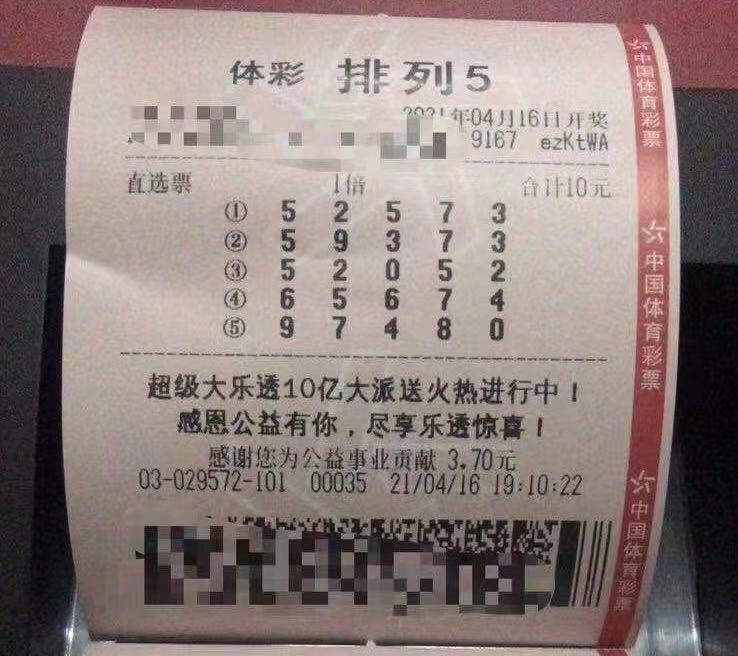 体彩 排列5
2021年04月16日开奖
9167 ezKtWA
直选票 1倍 合计10元
① 5 2 5 7 3
② 5 9 3 7 3
③ 5 2 0 5 2
④ 6 5 6 7 4
⑤ 9 7 4 8 0
超级大乐透10亿大派送火热进行中！
感恩公益有你，尽享乐透惊喜！
感谢您为公益事业贡献 3.70元
03-029572-101 00035 21/04/16 19:10:22
中国体育彩票
中国体育彩票
中国体育彩票